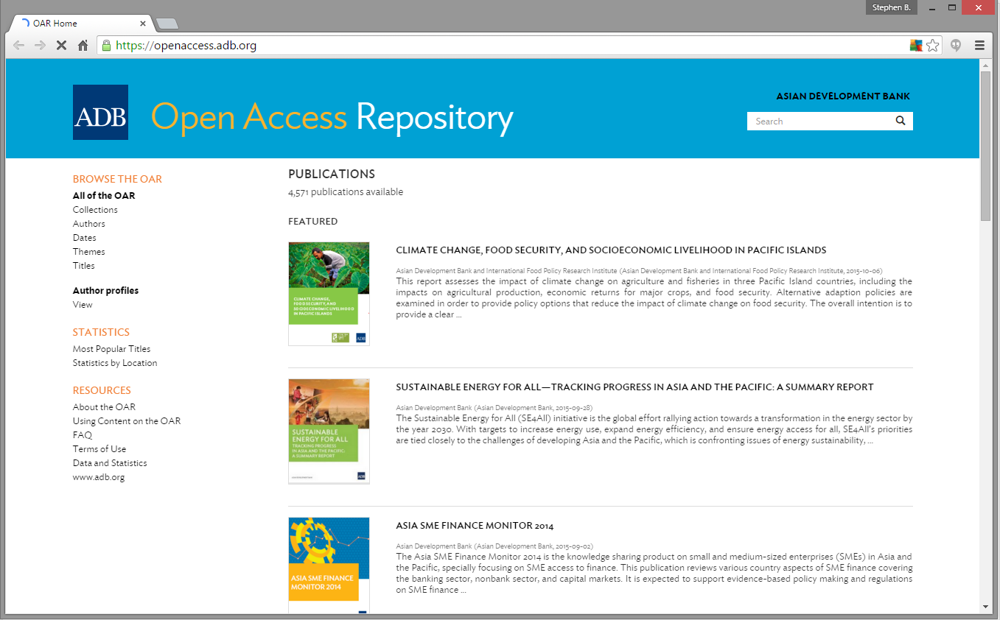 Stephen B.
OAR Home
https://openaccess.adb.org
ADB
Open Access Repository
ASIAN DEVELOPMENT BANK
Search
BROWSE THE OAR
All of the OAR
Collections
Authors
Dates
Themes
Titles
Author profiles
View
STATISTICS
Most Popular Titles
Statistics by Location
RESOURCES
About the OAR
Using Content on the OAR
FAQ
Terms of Use
Data and Statistics
www.adb.org
PUBLICATIONS
4,571 publications available
FEATURED
CLIMATE CHANGE,
FOOD SECURITY, AND
SOCIOECONOMIC LIVELIHOOD
IN PACIFIC ISLANDS
ADB
CLIMATE CHANGE, FOOD SECURITY, AND SOCIOECONOMIC LIVELIHOOD IN PACIFIC ISLANDS
Asian Development Bank and International Food Policy Research Institute (Asian Development Bank and International Food Policy Research Institute, 2015-10-06)
This report assesses the impact of climate change on agriculture and fisheries in three Pacific Island countries, including the
impacts on agricultural production, economic returns for major crops, and food security. Alternative adaption policies are
examined in order to provide policy options that reduce the impact of climate change on food security. The overall intention is to
provide a clear ...
SUSTAINABLE
ENERGY FOR ALL
TRACKING PROGRESS
IN ASIA AND THE PACIFIC:
A SUMMARY REPORT
ADB
SUSTAINABLE ENERGY FOR ALL—TRACKING PROGRESS IN ASIA AND THE PACIFIC: A SUMMARY REPORT
Asian Development Bank (Asian Development Bank, 2015-09-28)
The Sustainable Energy for All (SE4All) initiative is the global effort rallying action towards a transformation in the energy sector by
the year 2030. With targets to increase energy use, expand energy efficiency, and ensure energy access for all, SE4All's priorities
are tied closely to the challenges of developing Asia and the Pacific, which is confronting issues of energy sustainability, ...
ASIA SME FINANCE
MONITOR 2014
ASIA SME FINANCE MONITOR 2014
Asian Development Bank (Asian Development Bank, 2015-09-02)
The Asia SME Finance Monitor 2014 is the knowledge sharing product on small and medium-sized enterprises (SMEs) in Asia and
the Pacific, specially focusing on SME access to finance. This publication reviews various country aspects of SME finance covering
the banking sector, nonbank sector, and capital markets. It is expected to support evidence-based policy making and regulations
on SME finance ...